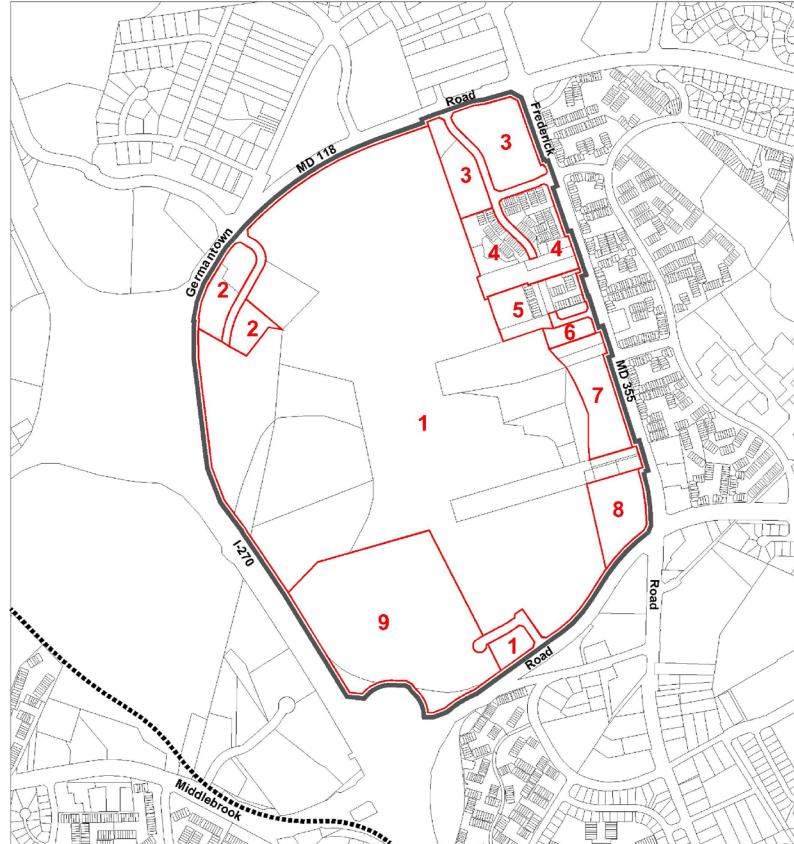 Road
Frederick
MD 118
Germantown
3
3
4
4
2
2
5
6
MD 355
7
1
8
I-270
9
1
Road
Road
Middlebrook